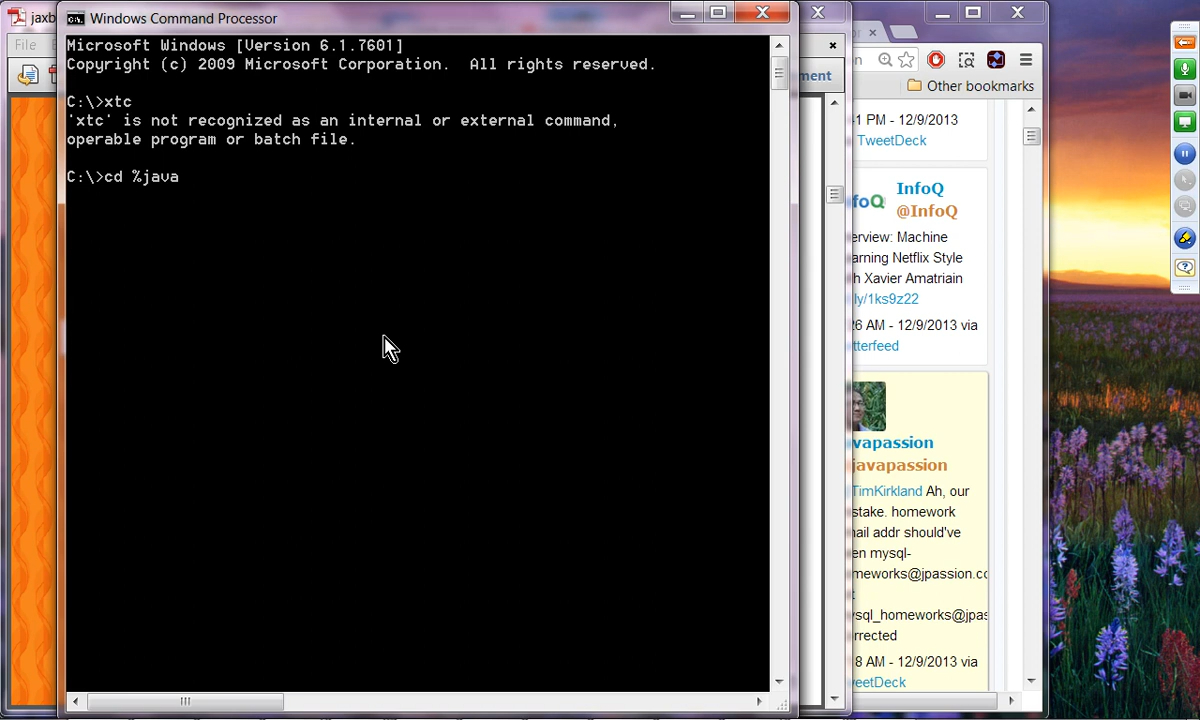 jaxb
Windows Command Processor
File
ment
Microsoft Windows [Version 6.1.7601]
Copyright (c) 2009 Microsoft Corporation.  All rights reserved.
C:\>xtc
'xtc' is not recognized as an internal or external command,
operable program or batch file.
C:\>cd %java
Other bookmarks
1 PM - 12/9/2013
TweetDeck
InfoQ
foQ
@InfoQ
erview: Machine
arning Netflix Style
h Xavier Amatriain
ly/1ks9z22
26 AM - 12/9/2013 via
tterfeed
vapassion
javapassion
TimKirkland Ah, our
stake. homework
ail addr should've
en mysql-
meworks@jpassion.co
t
ysql_homeworks@jpas
rrected
8 AM - 12/9/2013 via
veetDeck